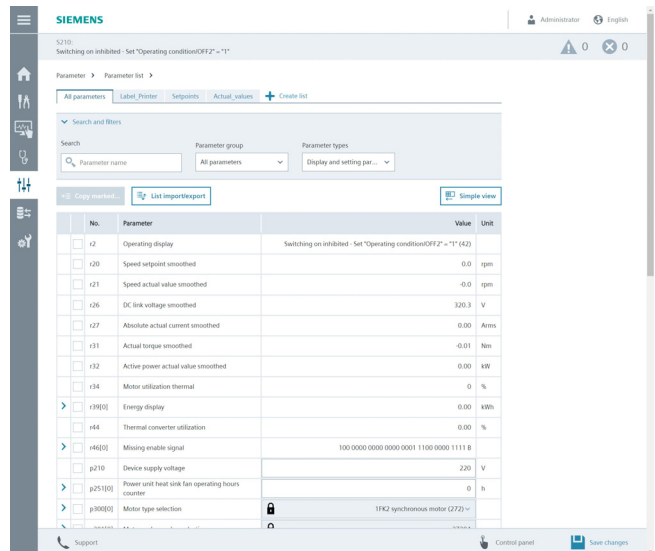 SIEMENS
Administrator
English
S210:
Switching on inhibited - Set "Operating condition/OFF2" = "1"
0
0
Parameter > Parameter list >
All parameters Label_Printer Setpoints Actual_values Create list
Search and filters
Search Parameter group Parameter types
Parameter name All parameters Display and setting par...
Copy marked... List import/export Simple view
No. Parameter Value Unit
r2 Operating display Switching on inhibited - Set "Operating condition/OFF2" = "1" (42)
r20 Speed setpoint smoothed 0.0 rpm
r21 Speed actual value smoothed -0.0 rpm
r26 DC link voltage smoothed 320.3 V
r27 Absolute actual current smoothed 0.00 Arms
r31 Actual torque smoothed -0.01 Nm
r32 Active power actual value smoothed 0.00 kW
r34 Motor utilization thermal 0 %
r39[0] Energy display 0.00 kWh
r44 Thermal converter utilization 0.00 %
r46[0] Missing enable signal 100 0000 0000 0000 0001 1100 0000 1111 B
p210 Device supply voltage 220 V
p251[0] Power unit heat sink fan operating hours counter 0 h
p300[0] Motor type selection 1FK2 synchronous motor (272)
Support Control panel Save changes